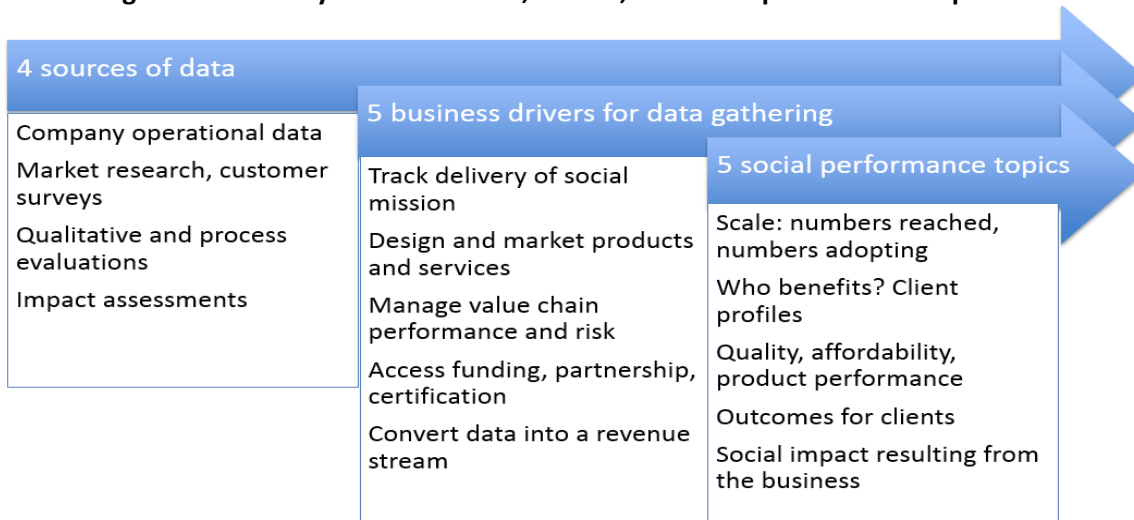 4 sources of data
Company operational data
Market research, customer
surveys
Qualitative and process
evaluations
Impact assessments
5 business drivers for data gathering
Track delivery of social
mission
Design and market products
and services
Manage value chain
performance and risk
Access funding, partnership,
certification
Convert data into a revenue
stream
5 social performance topics
Scale: numbers reached,
numbers adopting
Who benefits? Client
profiles
Quality, affordability,
product performance
Outcomes for clients
Social impact resulting from
the business